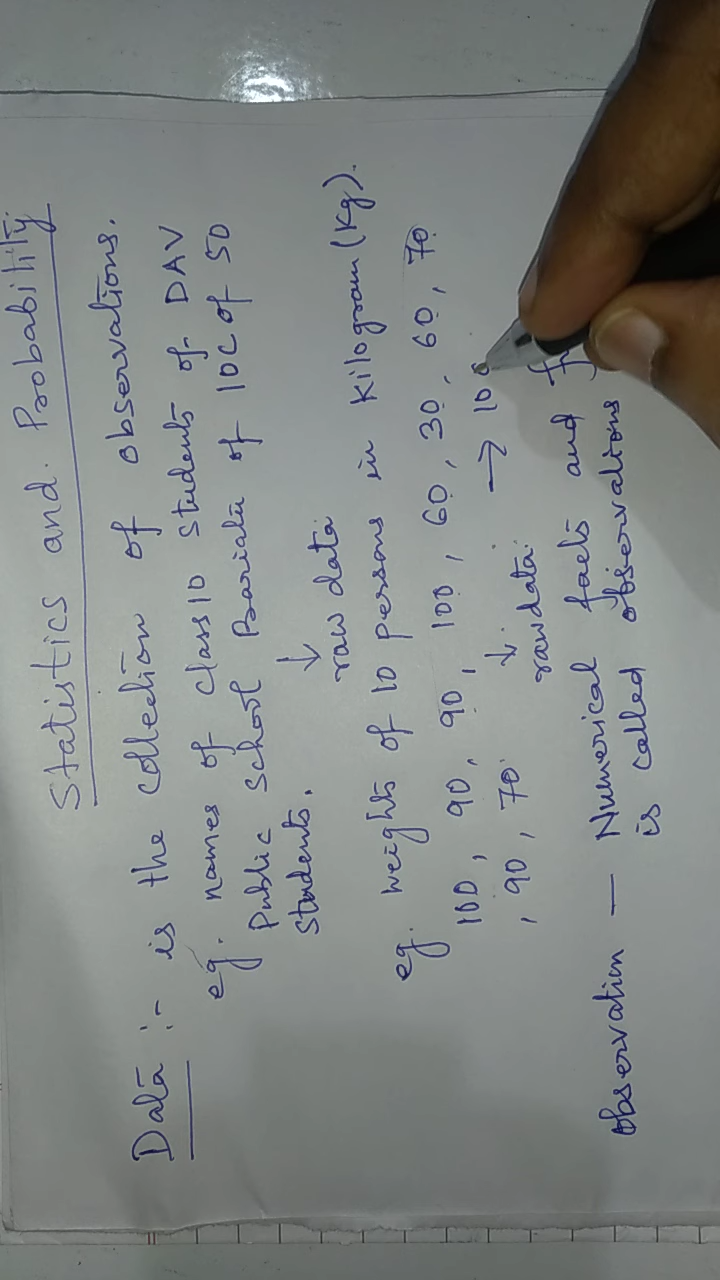 Statistics and Probability
Data :- is the collection of observations.
eg. names of class 10 students of DAV
Public School Bariatu of 10C of 50
Students.
↓
raw data
eg. weights of 10 persons in kilogram (kg).
100, 90, 90, 100, 60, 30, 60, 70
, 90, 70 → 10
↓
raw data
observation — Numerical facts and
is called observations